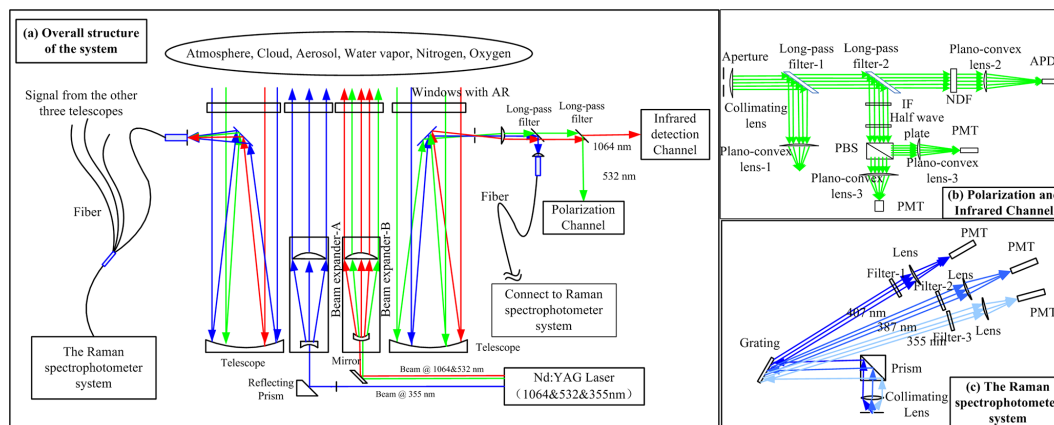 (a) Overall structure
of the system
Atmosphere, Cloud, Aerosol, Water vapor, Nitrogen, Oxygen
Signal from the other
three telescopes
Windows with AR
Long-pass
filter
Long-pass
filter
1064 nm
532 nm
Infrared
detection
Channel
Fiber
Fiber
Polarization
Channel
Beam expander-A
Beam expander-B
Connect to Raman
spectrophotometer
system
The Raman
spectrophotometer
system
Telescope
Telescope
Mirror
Reflecting
Prism
Beam @ 1064&532nm
Beam @ 355 nm
Nd:YAG Laser
(1064&532&355nm)
Aperture
Long-pass
filter-1
Long-pass
filter-2
Plano-convex
lens-2
APD
Collimating
lens
NDF
IF
Half wave
plate
PMT
PBS
Plano-convex
lens-1
Plano-convex
lens-3
Plano-convex
lens-3
PMT
(b) Polarization and
Infrared Channel
PMT
Lens
Filter-1
PMT
Lens
Filter-2
PMT
407 nm
387 nm
355 nm
Filter-3
Lens
Grating
Prism
Collimating
Lens
(c) The Raman
spectrophotometer
system